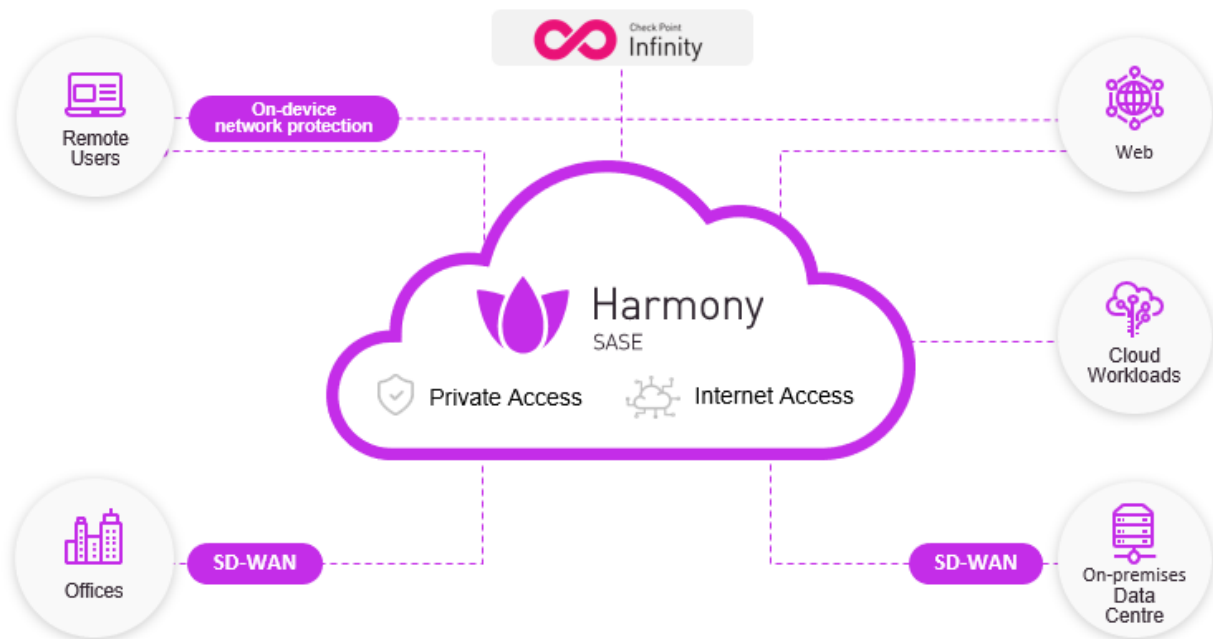 Check Point
Infinity
Remote
Users
On-device
network protection
Web
Harmony
SASE
Private Access
Internet Access
Cloud
Workloads
Offices
SD-WAN
SD-WAN
On-premises
Data
Centre